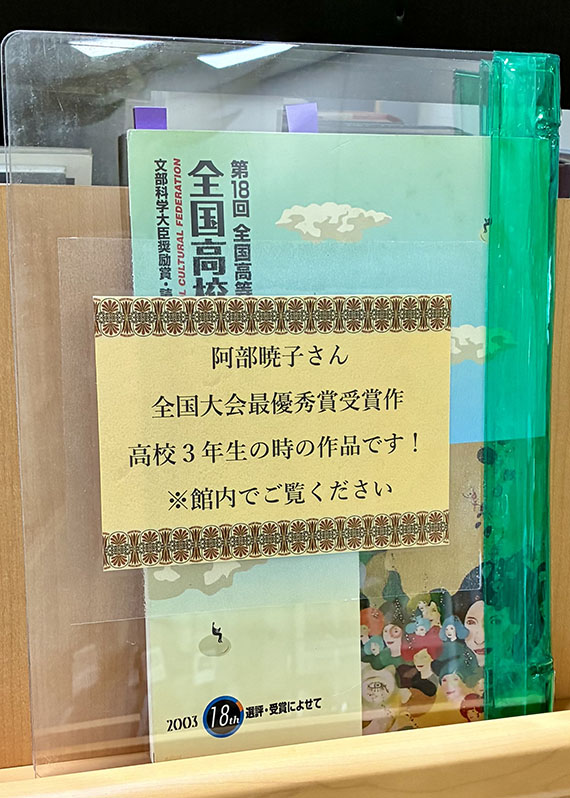 第18回 全国高等
全国高校
CULTURAL FEDERATION
文部科学大臣奨励賞・
阿部暁子さん
全国大会最優秀賞受賞作
高校3年生の時の作品です!
※館内でご覧ください
2003 18th 選評・受賞によせて